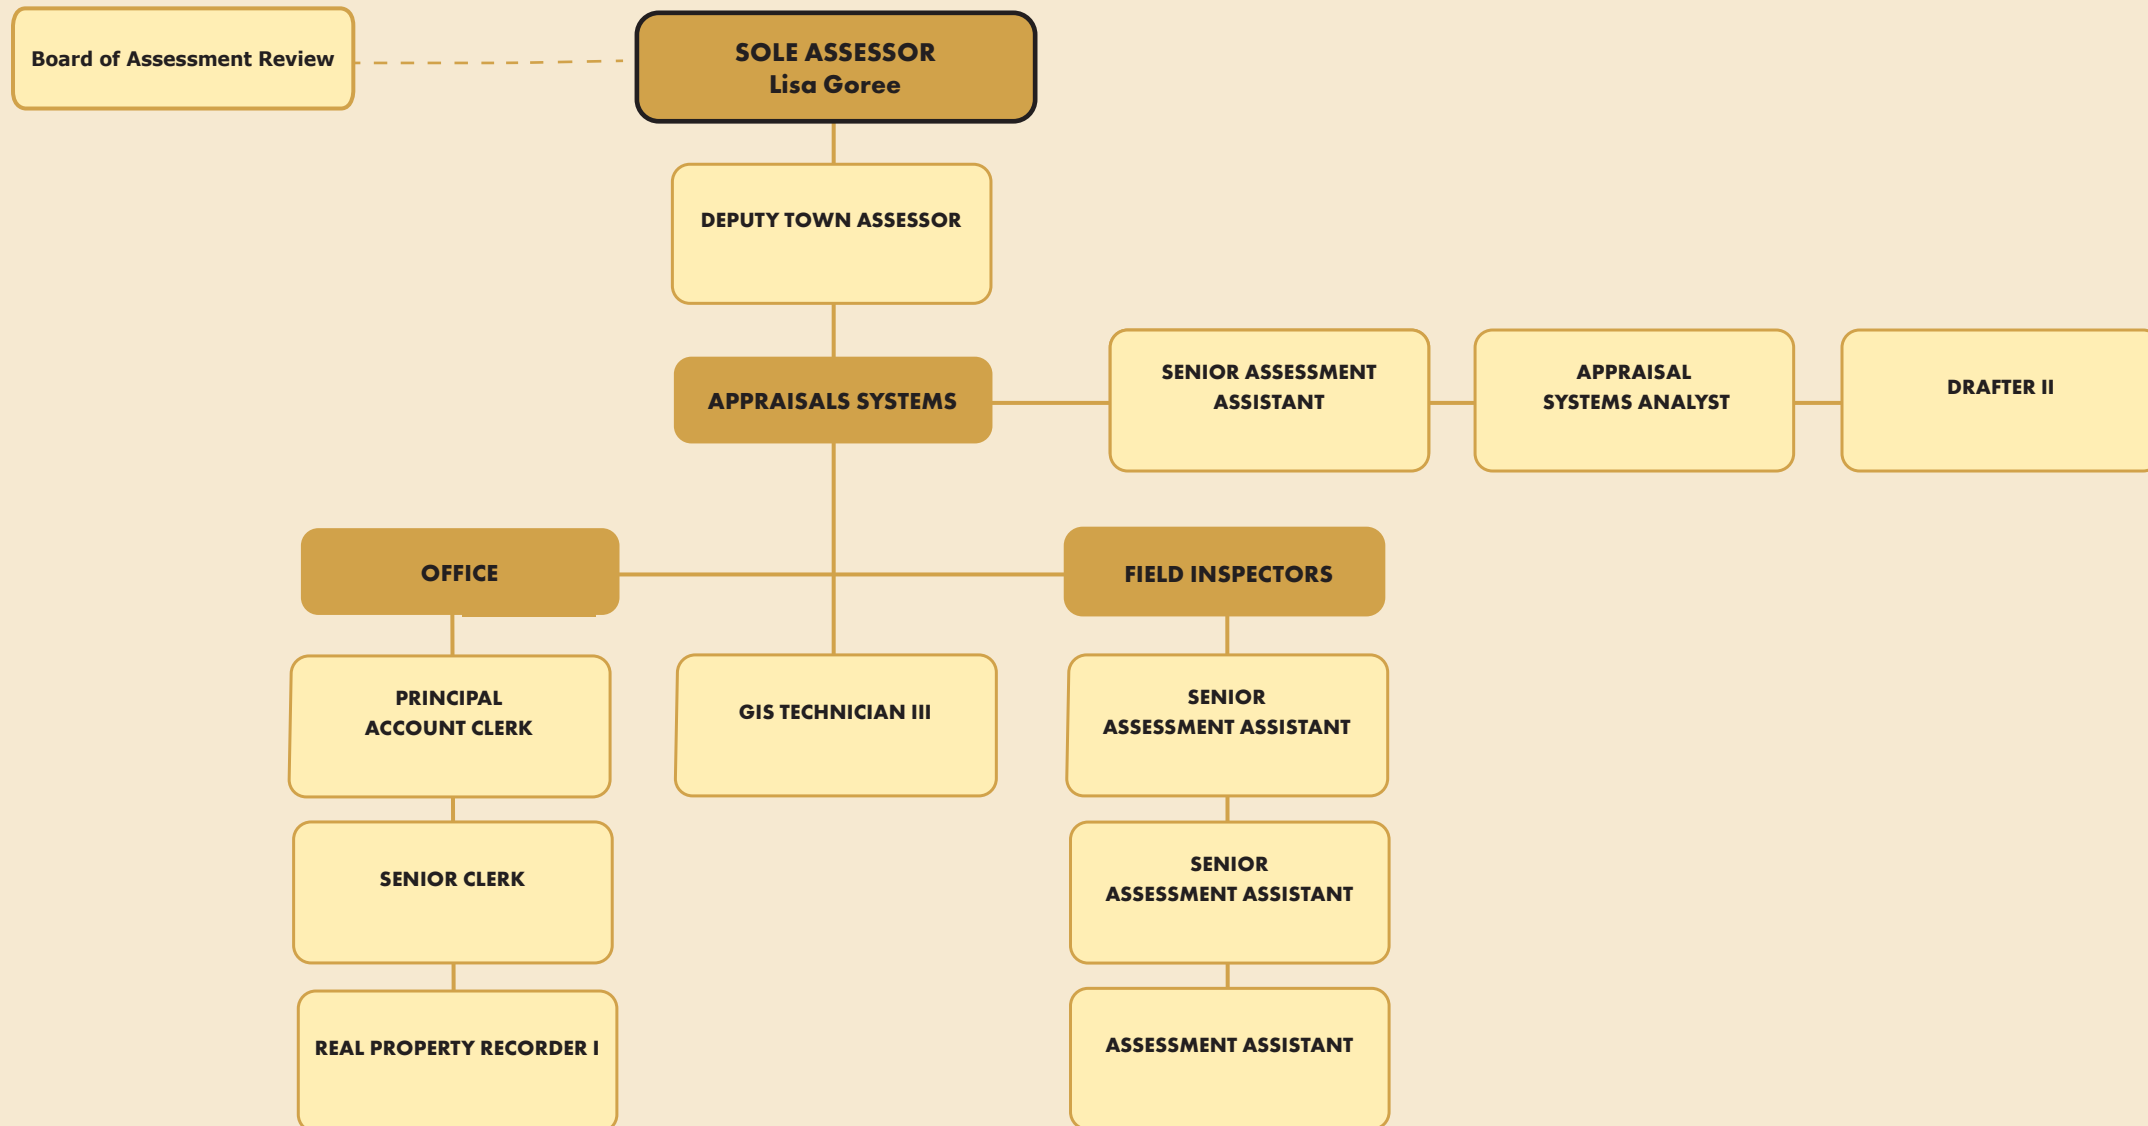 Board of Assessment Review
SOLE ASSESSOR
Lisa Goree
DEPUTY TOWN ASSESSOR
APPRAISALS SYSTEMS
SENIOR ASSESSMENT
ASSISTANT
APPRAISAL
SYSTEMS ANALYST
DRAFTER II
OFFICE
FIELD INSPECTORS
PRINCIPAL
ACCOUNT CLERK
GIS TECHNICIAN III
SENIOR
ASSESSMENT ASSISTANT
SENIOR CLERK
SENIOR
ASSESSMENT ASSISTANT
REAL PROPERTY RECORDER I
ASSESSMENT ASSISTANT